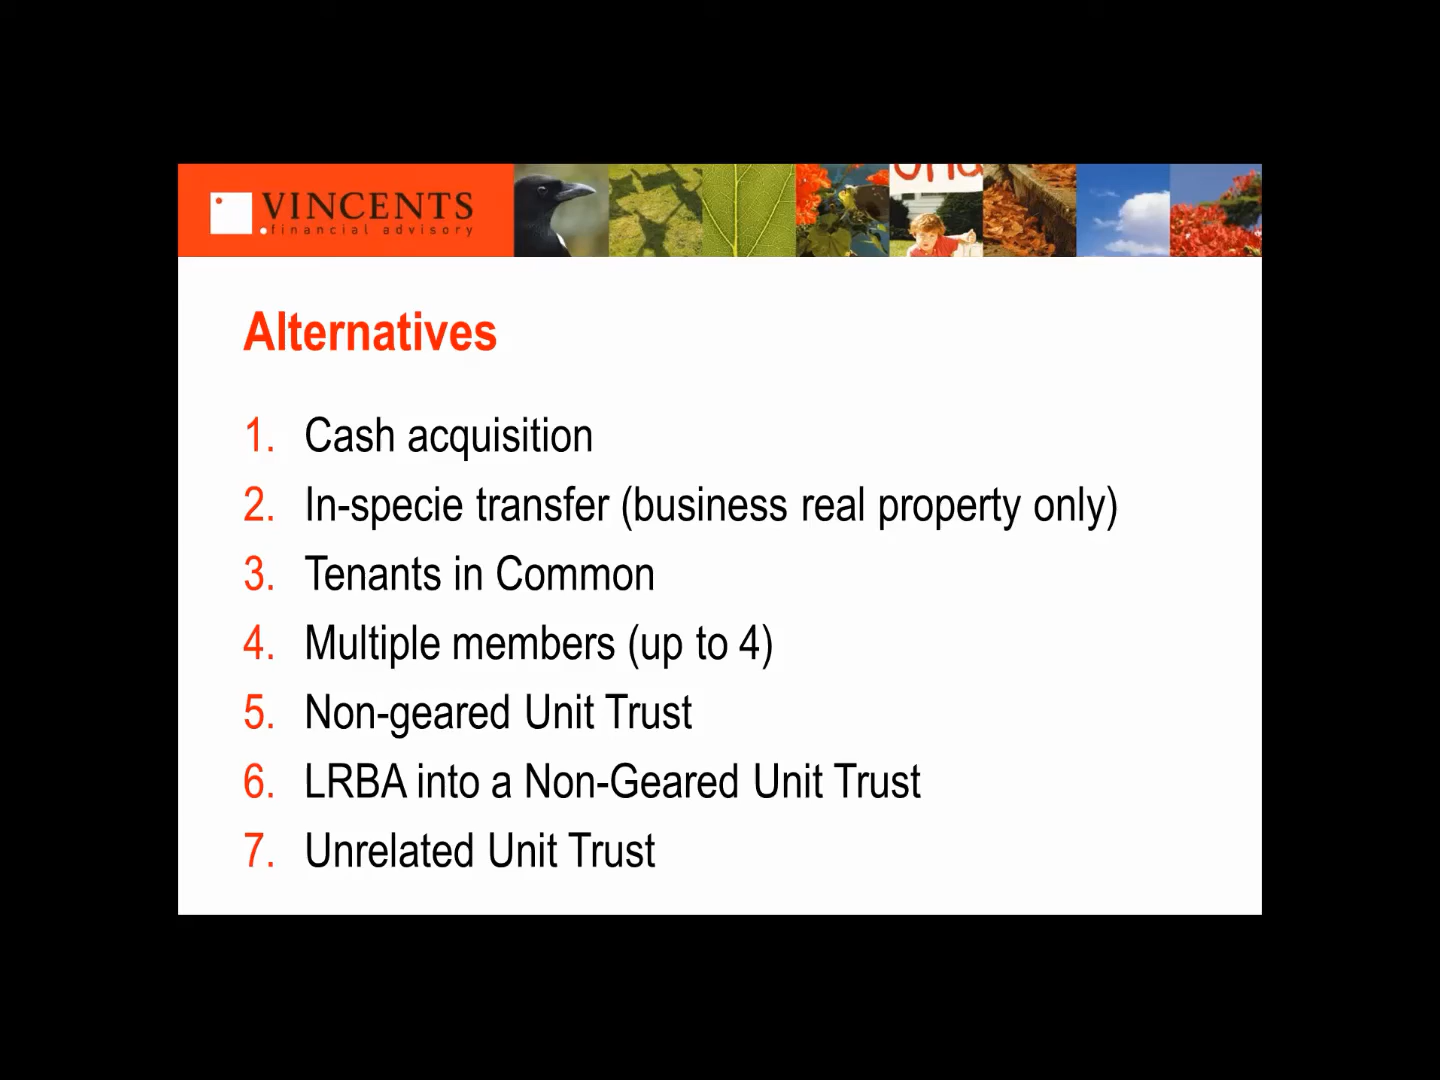 VINCENTS
financial advisory
Alternatives
1. Cash acquisition
2. In-specie transfer (business real property only)
3. Tenants in Common
4. Multiple members (up to 4)
5. Non-geared Unit Trust
6. LRBA into a Non-Geared Unit Trust
7. Unrelated Unit Trust